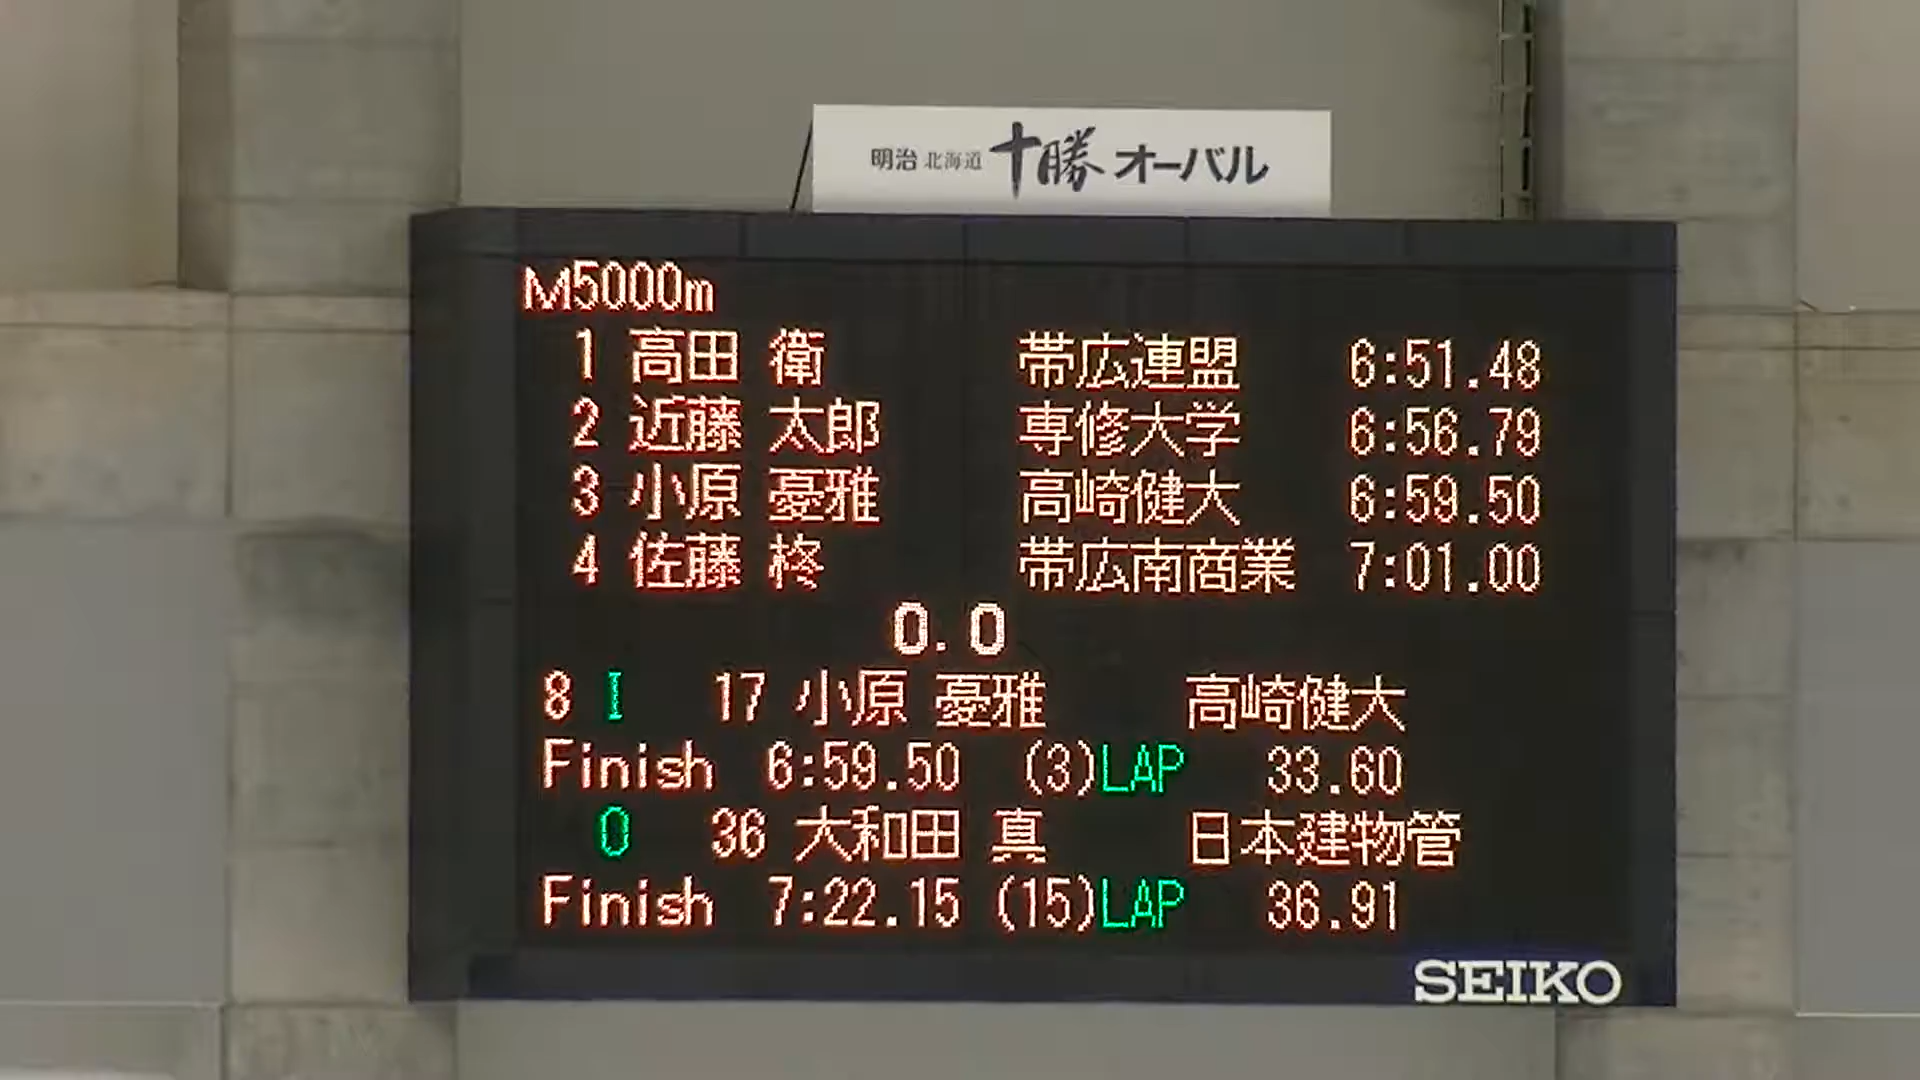 明治 北海道 十勝 オーバル
M5000m
1 高田 衛 帯広連盟 6:51.48
2 近藤 太郎 専修大学 6:56.79
3 小原 憂雅 高崎健大 6:59.50
4 佐藤 柊 帯広南商業 7:01.00
0.0
8 I 17 小原 憂雅 高崎健大
Finish 6:59.50 (3)LAP 33.60
O 36 大和田 真 日本建物管
Finish 7:22.15 (15)LAP 36.91
SEIKO